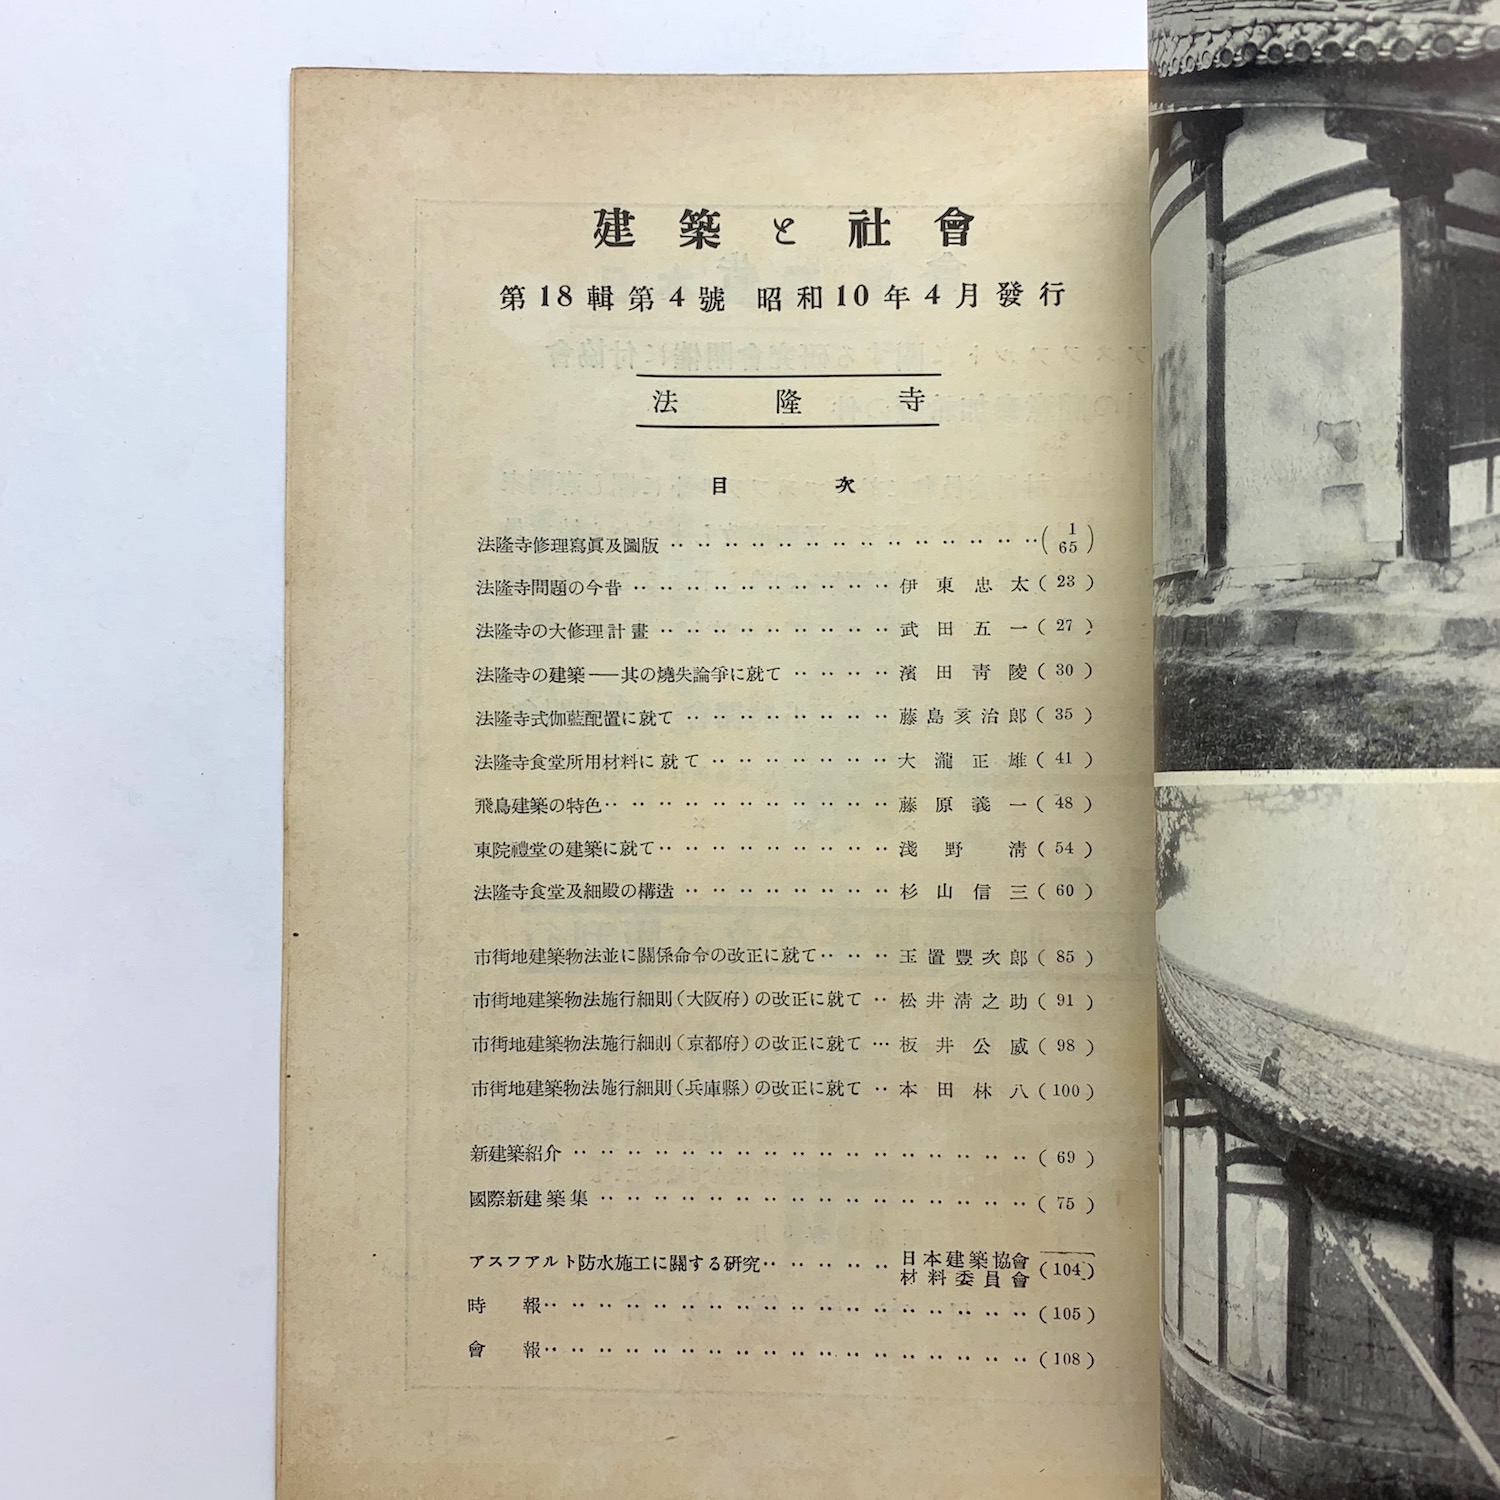 建築と社會
第18輯第4號 昭和10年4月發行
法隆寺
目次
法隆寺修理寫眞及圖版 ‥‥‥‥‥‥‥‥‥‥‥‥‥‥ (1 65)
法隆寺問題の今昔 ‥‥‥‥‥‥‥‥‥‥ 伊東忠太 (23)
法隆寺の大修理計畫 ‥‥‥‥‥‥‥‥‥ 武田五一 (27)
法隆寺の建築——其の燒失論爭に就て ‥‥‥‥ 濱田靑陵 (30)
法隆寺式伽藍配置に就て ‥‥‥‥‥‥‥‥ 藤島亥治郎 (35)
法隆寺食堂所用材料に就て ‥‥‥‥‥‥‥ 大瀧正雄 (41)
飛鳥建築の特色‥‥‥‥‥‥‥‥‥‥‥ 藤原義一 (48)
東院禮堂の建築に就て‥‥‥‥‥‥‥‥‥ 淺野淸 (54)
法隆寺食堂及細殿の構造 ‥‥‥‥‥‥‥‥ 杉山信三 (60)
市街地建築物法並に關係命令の改正に就て‥‥‥ 玉置豐次郎 (85)
市街地建築物法施行細則(大阪府)の改正に就て ‥ 松井淸之助 (91)
市街地建築物法施行細則(京都府)の改正に就て … 板井公威 (98)
市街地建築物法施行細則(兵庫縣)の改正に就て ‥ 本田林八 (100)
新建築紹介 ‥‥‥‥‥‥‥‥‥‥‥‥‥‥‥‥‥ (69)
國際新建築集 ‥‥‥‥‥‥‥‥‥‥‥‥‥‥‥‥ (75)
アスフアルト防水施工に關する硏究‥‥‥‥‥ 日本建築協會 材料委員會 (104)
時報‥‥‥‥‥‥‥‥‥‥‥‥‥‥‥‥‥‥ (105)
會報‥‥‥‥‥‥‥‥‥‥‥‥‥‥‥‥‥‥ (108)